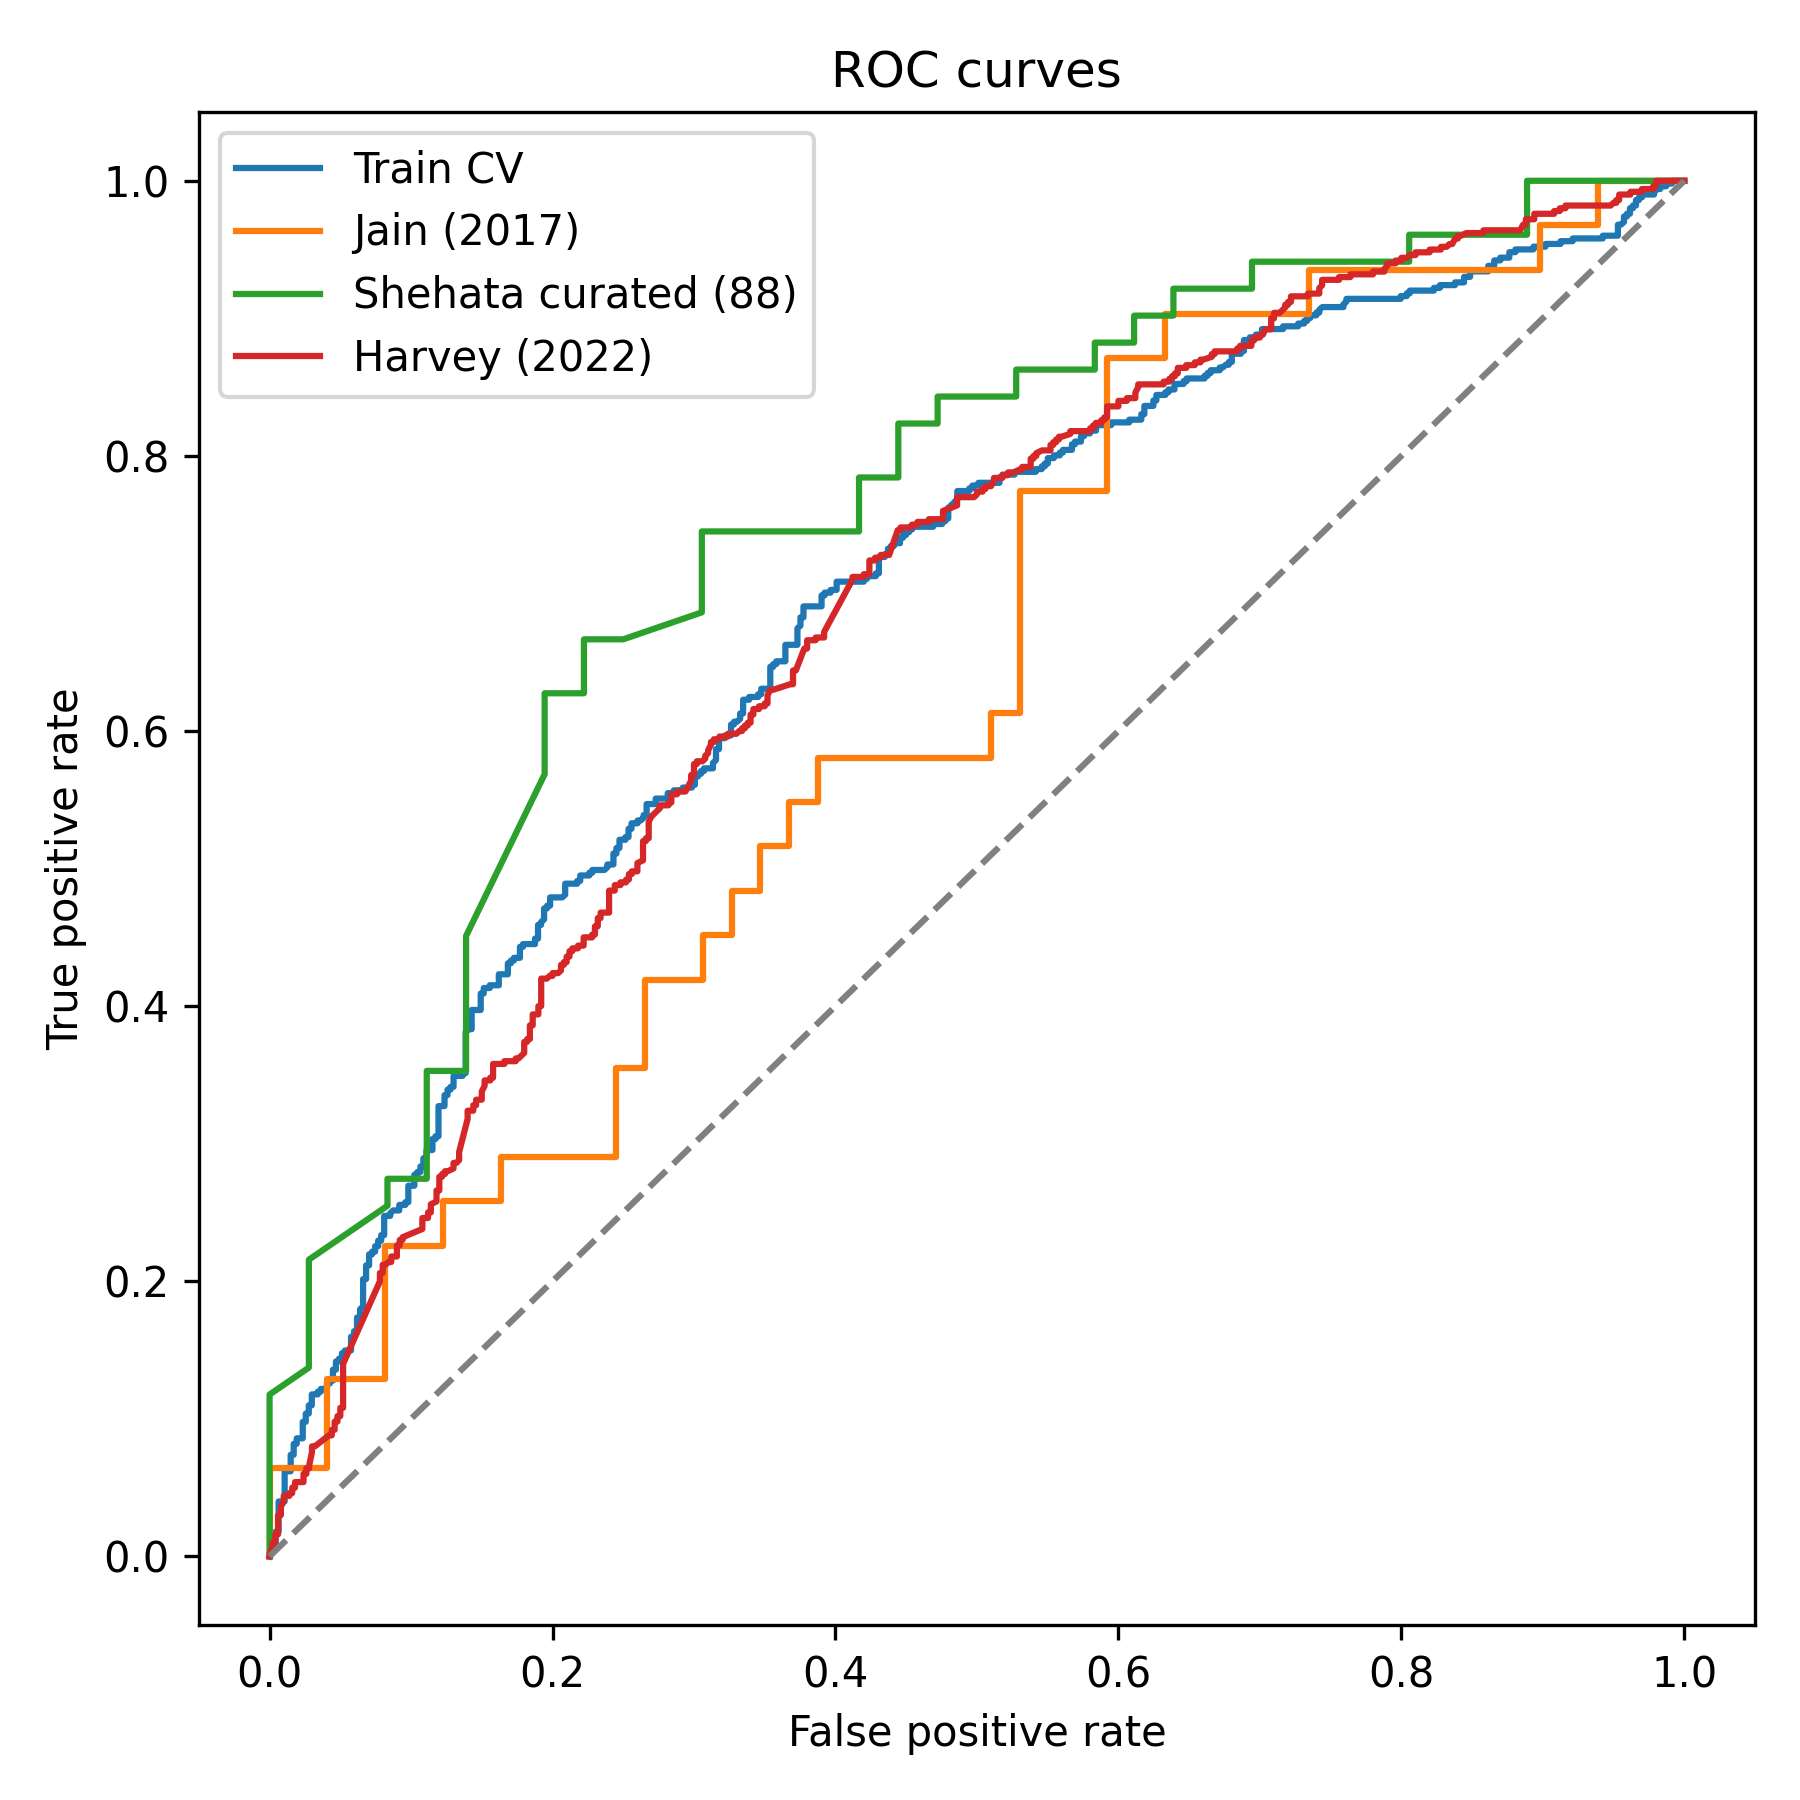 ROC curves
Train CV
Jain (2017)
Shehata curated (88)
Harvey (2022)
1.0
0.8
0.6
0.4
0.2
0.0
True positive rate
0.0 0.2 0.4 0.6 0.8 1.0
False positive rate